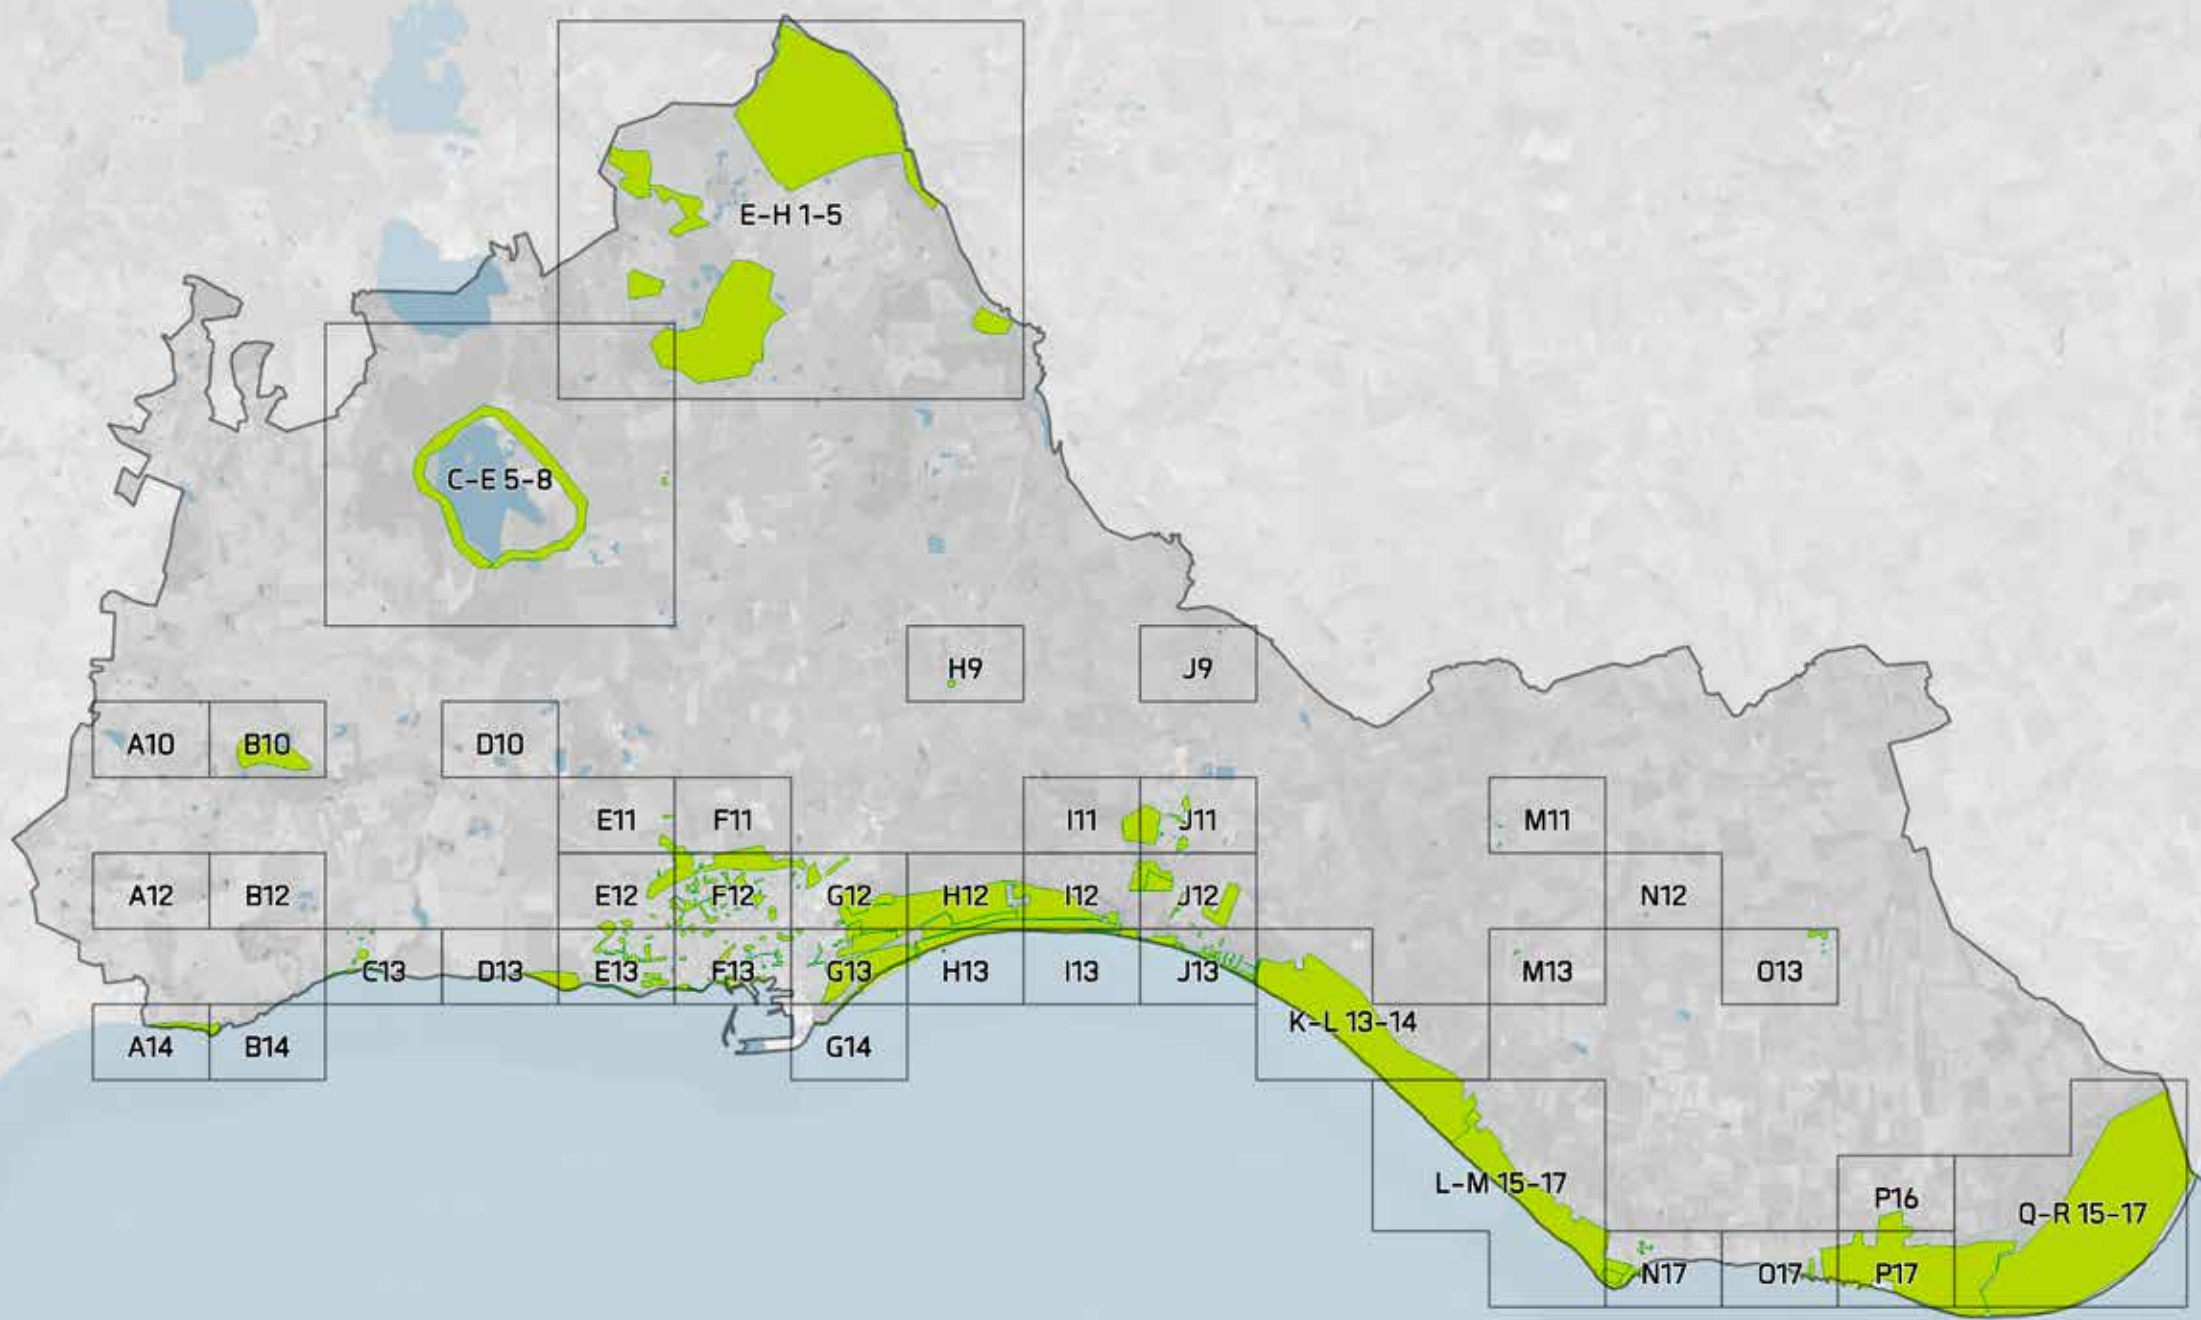 E-H 1-5
C-E 5-8
H9
J9
A10
B10
D10
E11
F11
I11
J11
M11
A12
B12
E12
F12
G12
H12
I12
J12
N12
C13
D13
E13
F13
G13
H13
I13
J13
M13
O13
K-L 13-14
A14
B14
G14
L-M 15-17
P16
Q-R 15-17
N17
O17
P17